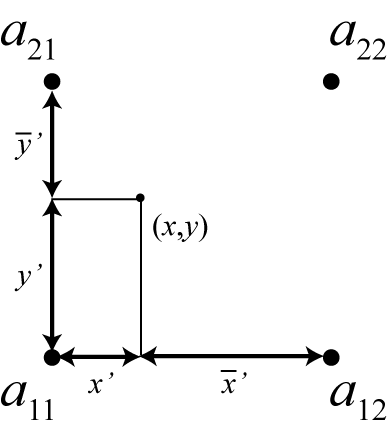 a₂₁ a₂₂
y̅’
(x,y)
y’
x’ x̅’
a₁₁ a₁₂